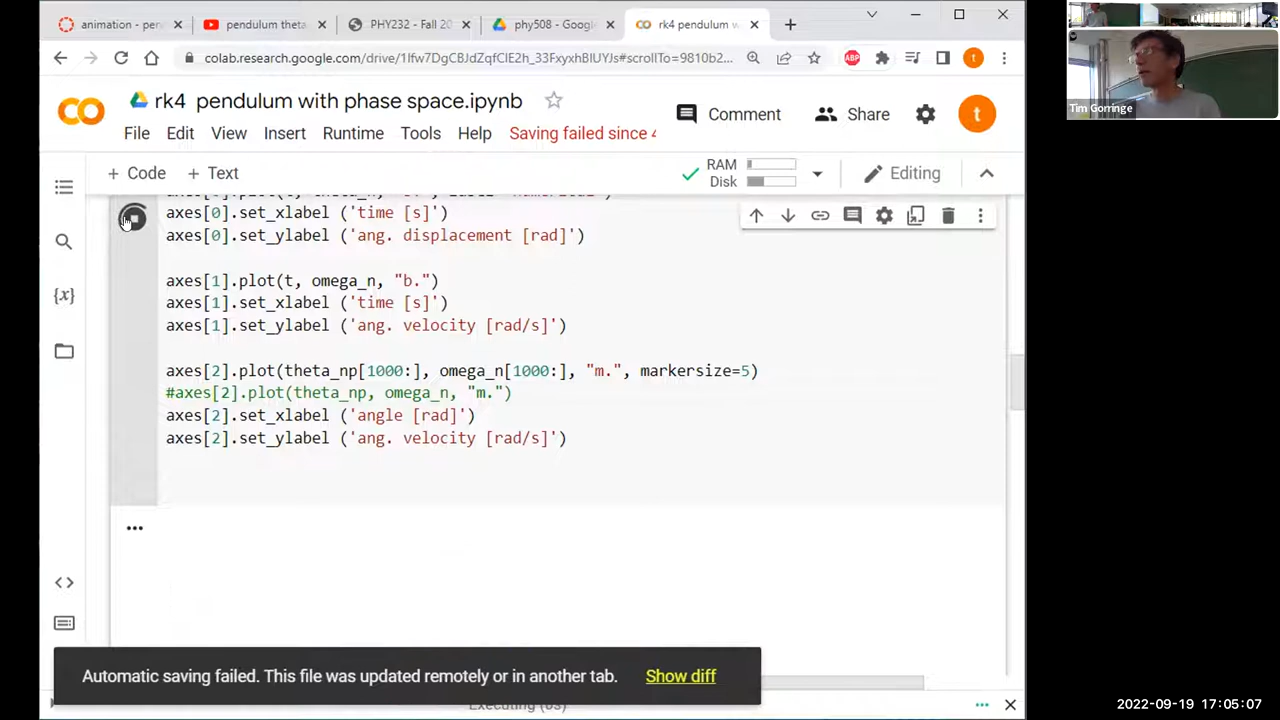 animation - pen
pendulum theta
PHY232 - Fall 20
phy508 - Google
rk4 pendulum w
colab.research.google.com/drive/1lfw7DgCBJdZqfClE2h_33FxyxhBlUYJs#scrollTo=9810b2...
ABP
t
rk4 pendulum with phase space.ipynb
Comment
Share
t
File Edit View Insert Runtime Tools Help Saving failed since 4
+ Code + Text
RAM
Disk
Editing
axes[0].set_xlabel ('time [s]')
axes[0].set_ylabel ('ang. displacement [rad]')
axes[1].plot(t, omega_n, "b.")
axes[1].set_xlabel ('time [s]')
axes[1].set_ylabel ('ang. velocity [rad/s]')
axes[2].plot(theta_np[1000:], omega_n[1000:], "m.", markersize=5)
#axes[2].plot(theta_np, omega_n, "m.")
axes[2].set_xlabel ('angle [rad]')
axes[2].set_ylabel ('ang. velocity [rad/s]')
{x}
Automatic saving failed. This file was updated remotely or in another tab. Show diff
Tim Gorringe
2022-09-19 17:05:07